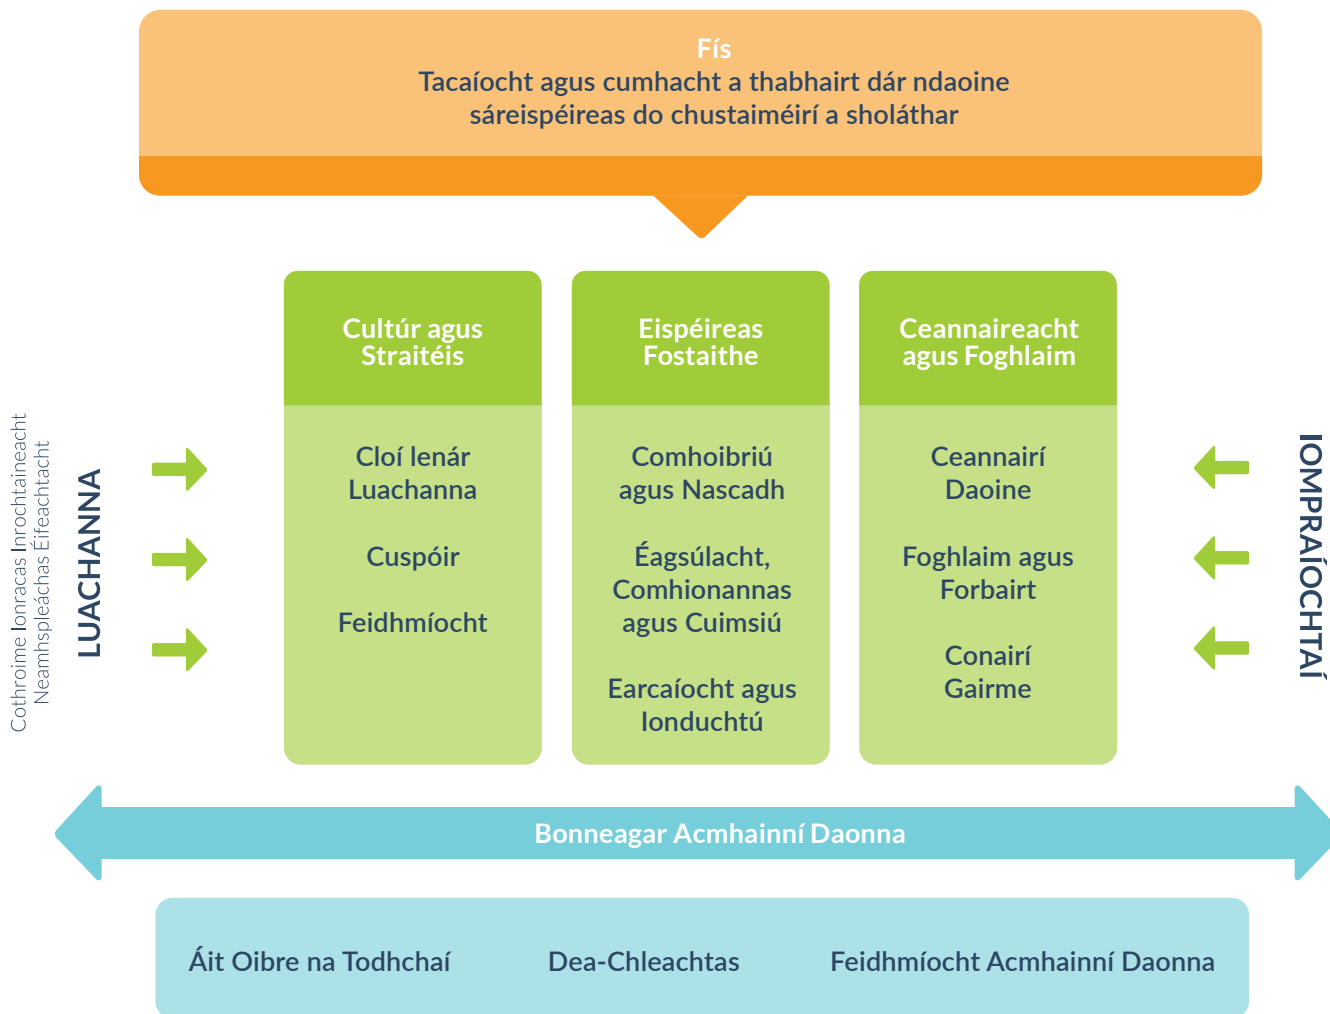 Fís
Tacaíocht agus cumhacht a thabhairt dár ndaoine
sáreispéireas do chustaiméirí a sholáthar
Cothroime Ionracas Inrochtaineacht
Neamhspleáchas Éifeachtacht
LUACHANNA
Cultúr agus
Straitéis
Cloí lenár
Luachanna
Cuspóir
Feidhmíocht
Eispéireas
Fostaithe
Comhoibriú
agus Nascadh
Éagsúlacht,
Comhionannas
agus Cuimsiú
Earcaíocht agus
Ionduchtú
Ceannaireacht
agus Foghlaim
Ceannairí
Daoine
Foghlaim agus
Forbairt
Conairí
Gairme
IOMPRAÍOCHTAÍ
Bonneagar Acmhainní Daonna
Áit Oibre na Todhchaí
Dea-Chleachtas
Feidhmíocht Acmhainní Daonna